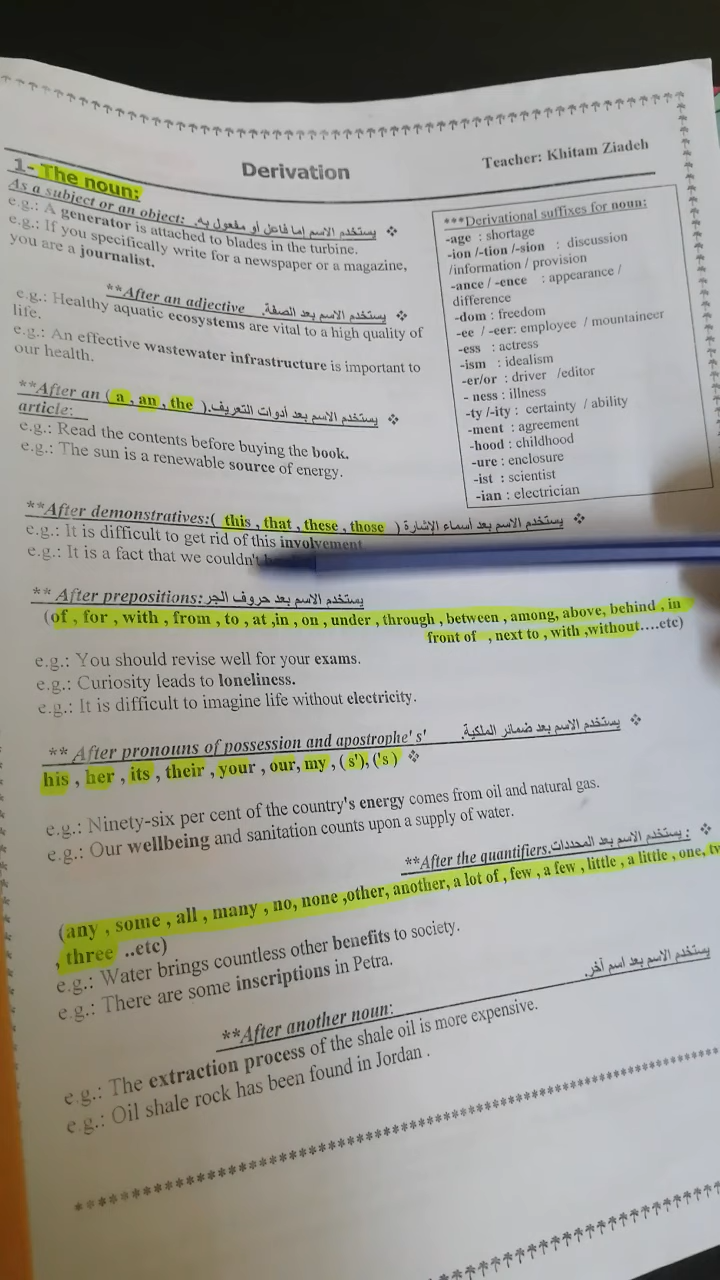 Derivation
Teacher: Khitam Ziadeh
1- The noun:
As a subject or an object: يستخدم الاسم إما فاعل أو مفعول به. ❖
e.g.: A generator is attached to blades in the turbine.
e.g.: If you specifically write for a newspaper or a magazine,
you are a journalist.
**After an adjective يستخدم الاسم بعد الصفة. ❖
e.g.: Healthy aquatic ecosystems are vital to a high quality of
life.
e.g.: An effective wastewater infrastructure is important to
our health.
**After an ( a , an , the ).يستخدم الاسم بعد أدوات التعريف ❖
article:
e.g.: Read the contents before buying the book.
e.g.: The sun is a renewable source of energy.
***Derivational suffixes for noun:
-age : shortage
-ion /-tion /-sion : discussion
/information / provision
-ance / -ence : appearance /
difference
-dom : freedom
-ee / -eer: employee / mountaineer
-ess : actress
-ism : idealism
-er/or : driver /editor
- ness : illness
-ty /-ity : certainty / ability
-ment : agreement
-hood : childhood
-ure : enclosure
-ist : scientist
-ian : electrician
**After demonstratives:( this , that , these , those ) يستخدم الاسم بعد أسماء الإشارة ❖
e.g.: It is difficult to get rid of this involvement
e.g.: It is a fact that we couldn't
** After prepositions:يستخدم الاسم بعد حروف الجر
(of , for , with , from , to , at ,in , on , under , through , between , among, above, behind , in
front of , next to , with ,without....etc)
e.g.: You should revise well for your exams.
e.g.: Curiosity leads to loneliness.
e.g.: It is difficult to imagine life without electricity.
** After pronouns of possession and apostrophe' s' يستخدم الاسم بعد ضمائر الملكية. ❖
his , her , its , their , your , our, my , ( s'), ('s ) ❖
e.g.: Ninety-six per cent of the country's energy comes from oil and natural gas.
e.g.: Our wellbeing and sanitation counts upon a supply of water.
**After the quantifiers.يستخدم الاسم بعد المحددات : ❖
(any , some , all , many , no, none ,other, another, a lot of , few , a few , little , a little , one,
, three ..etc)
e.g.: Water brings countless other benefits to society.
e.g.: There are some inscriptions in Petra.
**After another noun: يستخدم الاسم بعد اسم آخر.
e.g.: The extraction process of the shale oil is more expensive.
e.g.: Oil shale rock has been found in Jordan .